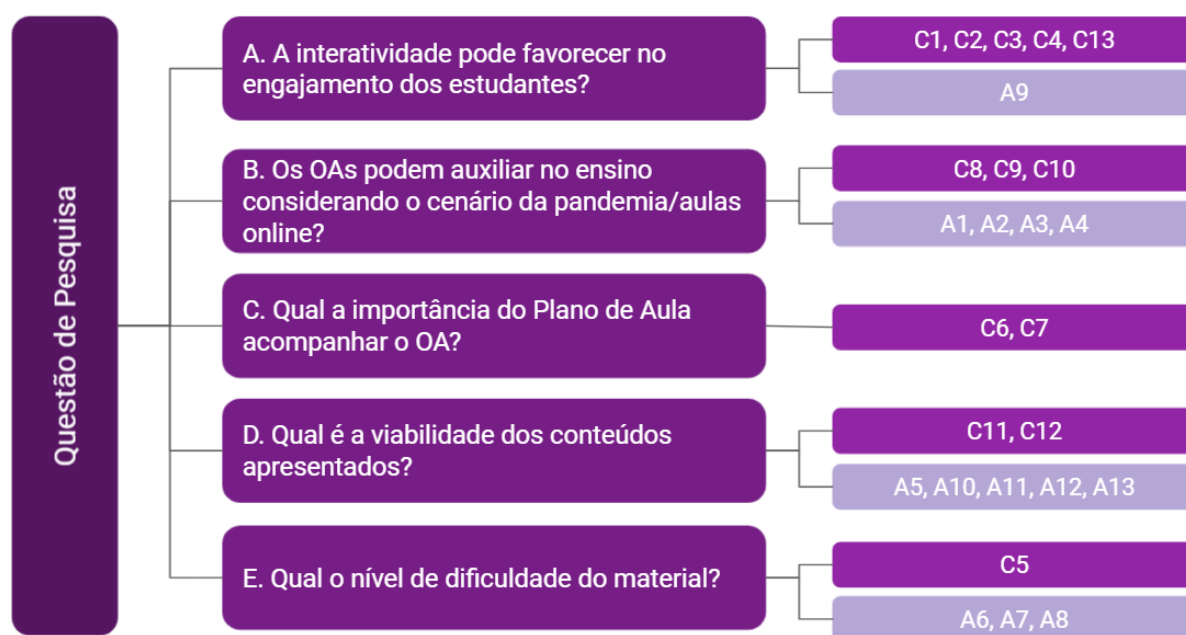 Questão de Pesquisa
A. A interatividade pode favorecer no
engajamento dos estudantes?
C1, C2, C3, C4, C13
A9
B. Os OAs podem auxiliar no ensino
considerando o cenário da pandemia/aulas
online?
C8, C9, C10
A1, A2, A3, A4
C. Qual a importância do Plano de Aula
acompanhar o OA?
C6, C7
D. Qual é a viabilidade dos conteúdos
apresentados?
C11, C12
A5, A10, A11, A12, A13
E. Qual o nível de dificuldade do material?
C5
A6, A7, A8